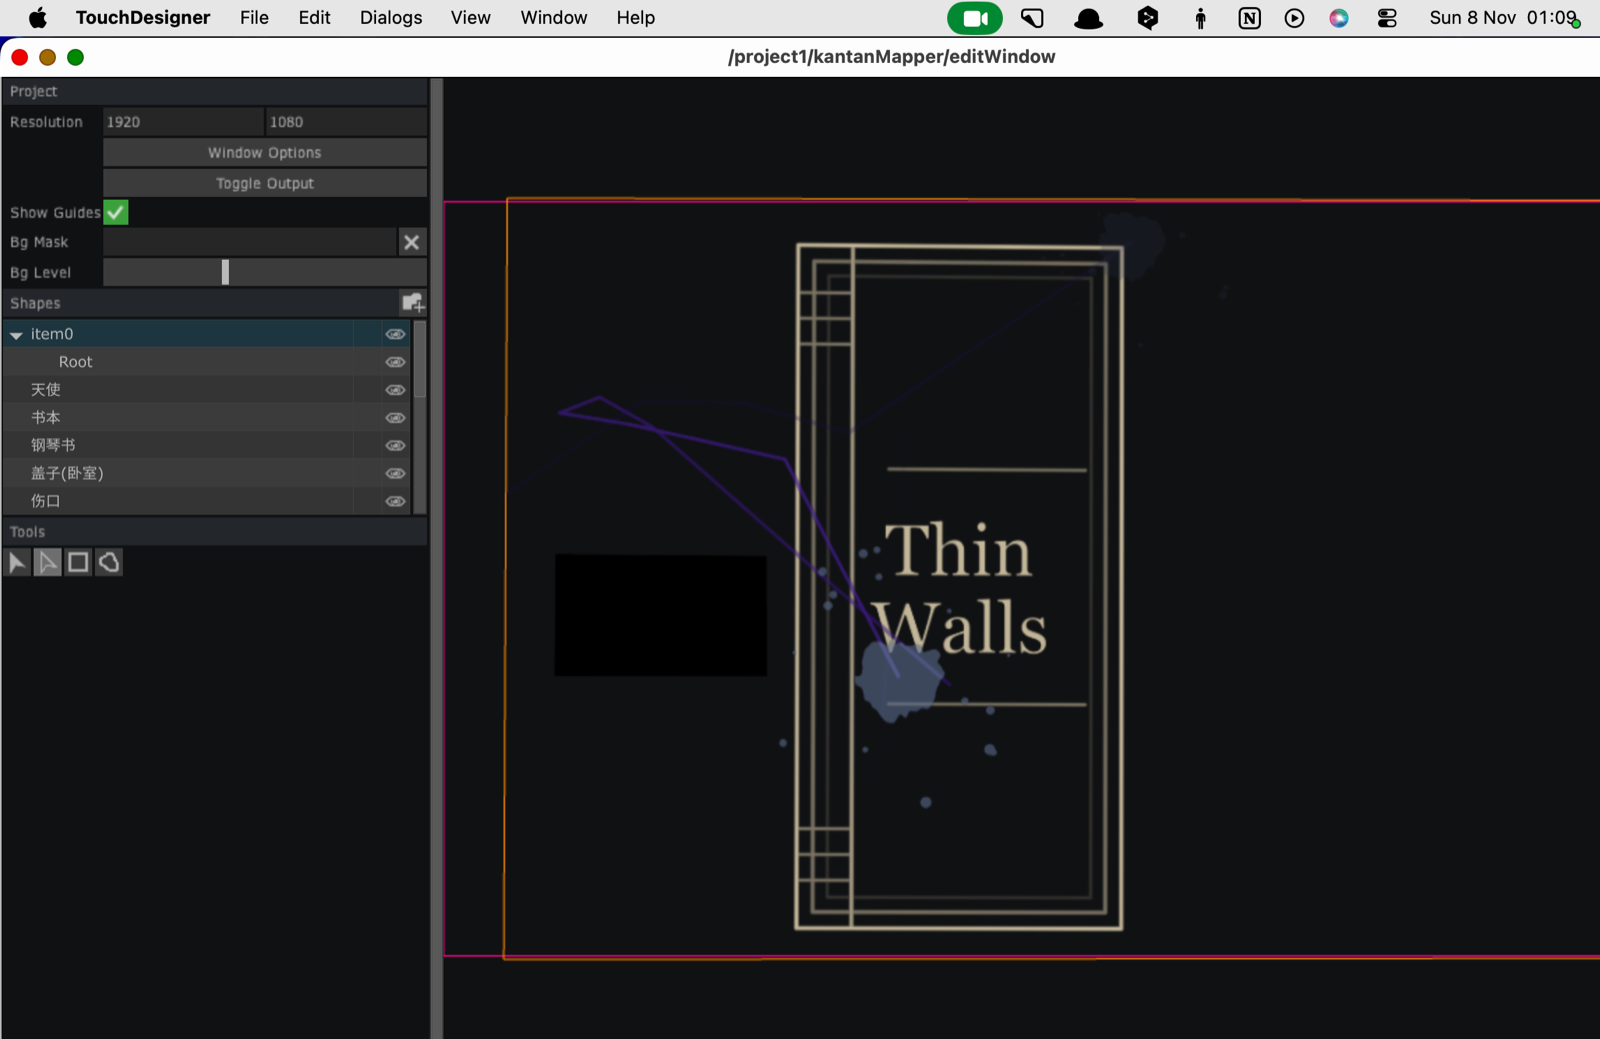 TouchDesigner File Edit Dialogs View Window Help Sun 8 Nov 01:09
/project1/kantanMapper/editWindow
Project
Resolution 1920 1080
Window Options
Toggle Output
Show Guides
Bg Mask
Bg Level
Shapes
item0
Root
天使
书本
钢琴书
盖子(卧室)
伤口
Tools
Thin
Walls